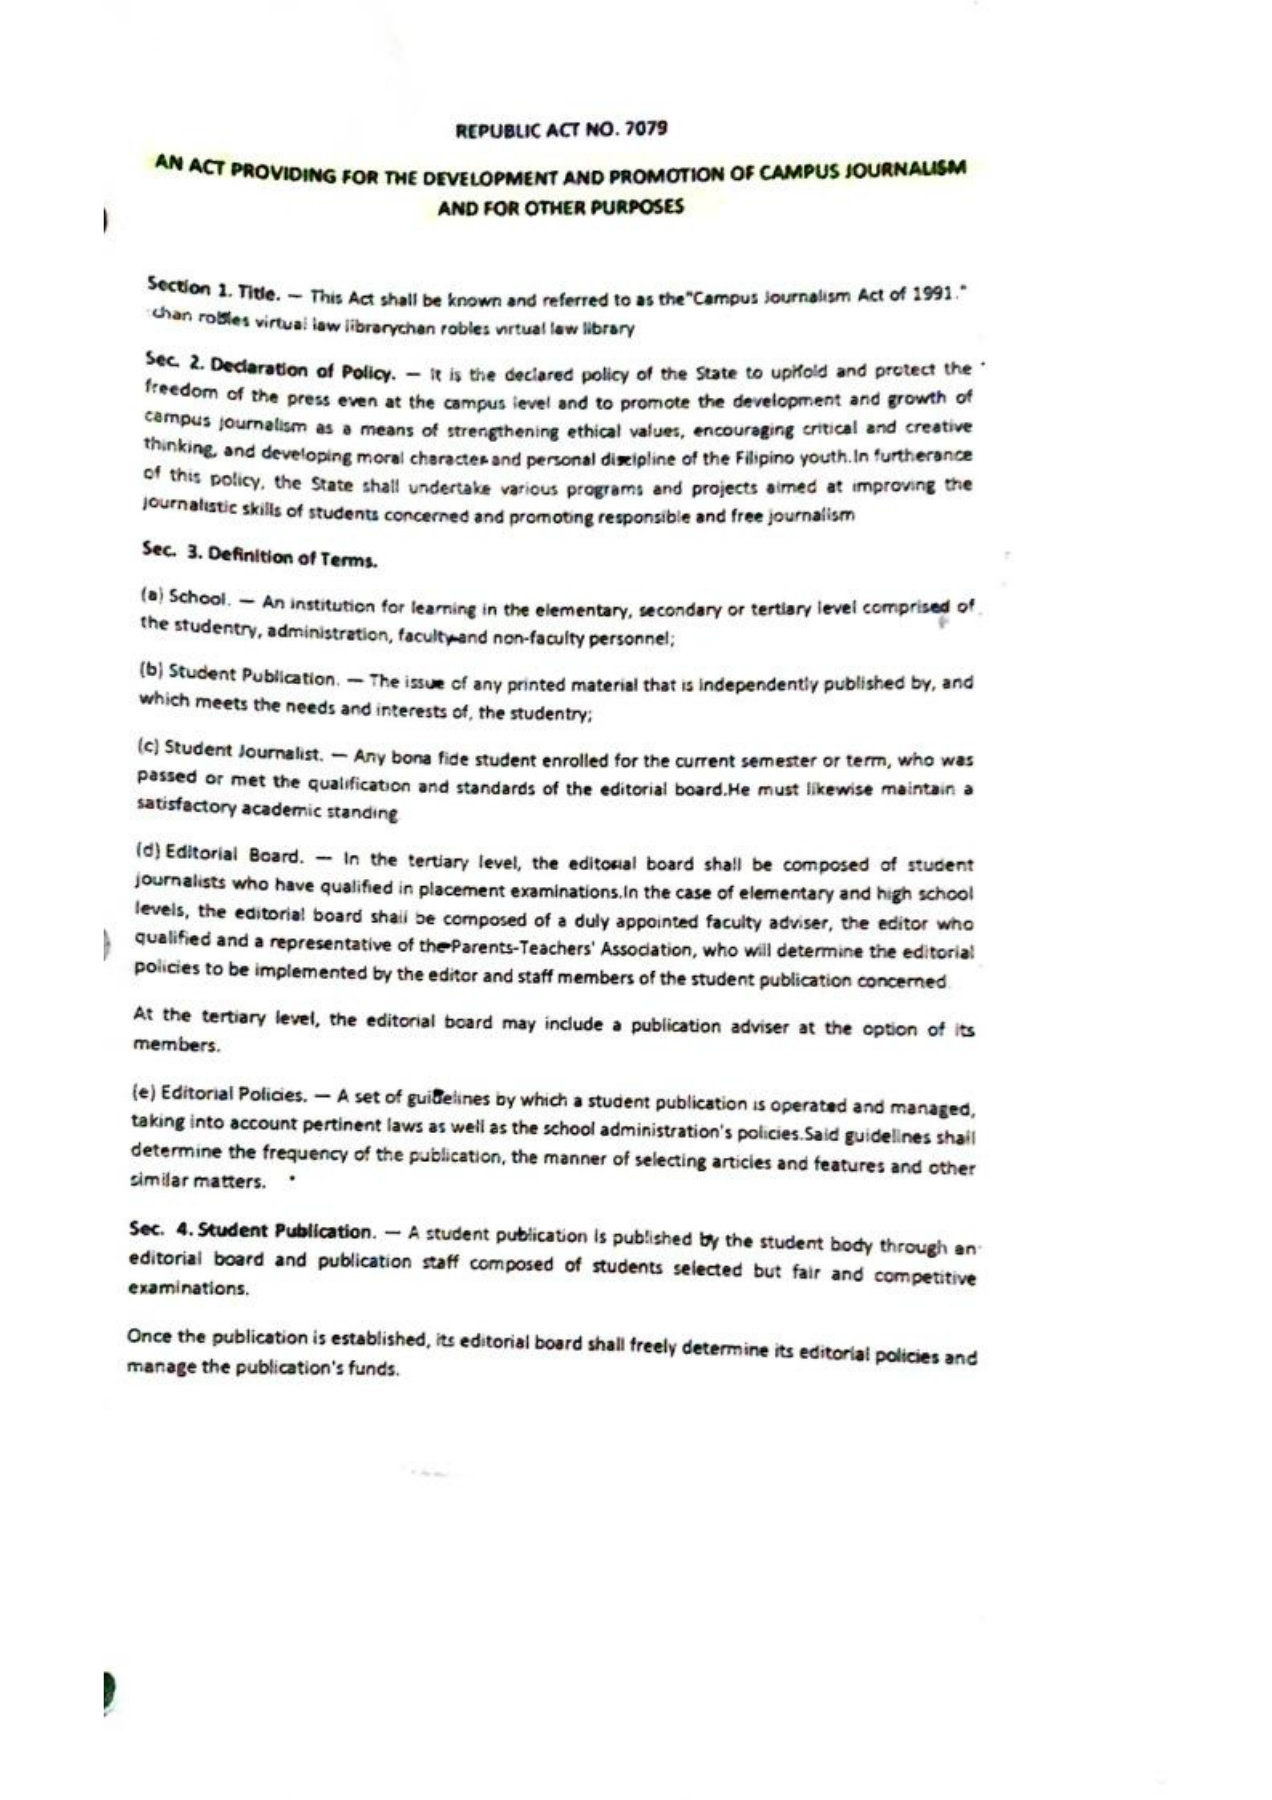 REPUBLIC ACT NO. 7079
AN ACT PROVIDING FOR THE DEVELOPMENT AND PROMOTION OF CAMPUS JOURNALISM
AND FOR OTHER PURPOSES
Section 1. Title. — This Act shall be known and referred to as the"Campus Journalism Act of 1991."
chan robles virtual law librarychan robles virtual law library
Sec. 2. Declaration of Policy. — It is the declared policy of the State to uphold and protect the
freedom of the press even at the campus level and to promote the development and growth of
campus journalism as a means of strengthening ethical values, encouraging critical and creative
thinking, and developing moral character and personal discipline of the Filipino youth.In furtherance
of this policy, the State shall undertake various programs and projects aimed at improving the
journalistic skills of students concerned and promoting responsible and free journalism
Sec. 3. Definition of Terms.
(a) School. — An institution for learning in the elementary, secondary or tertiary level comprised of
the studentry, administration, faculty and non-faculty personnel;
(b) Student Publication. — The issue of any printed material that is independently published by, and
which meets the needs and interests of, the studentry;
(c) Student Journalist. — Any bona fide student enrolled for the current semester or term, who was
passed or met the qualification and standards of the editorial board.He must likewise maintain a
satisfactory academic standing
(d) Editorial Board. — In the tertiary level, the editorial board shall be composed of student
journalists who have qualified in placement examinations.In the case of elementary and high school
levels, the editorial board shall be composed of a duly appointed faculty adviser, the editor who
qualified and a representative of the Parents-Teachers' Association, who will determine the editorial
policies to be implemented by the editor and staff members of the student publication concerned.
At the tertiary level, the editorial board may include a publication adviser at the option of its
members.
(e) Editorial Policies. — A set of guidelines by which a student publication is operated and managed,
taking into account pertinent laws as well as the school administration's policies.Said guidelines shall
determine the frequency of the publication, the manner of selecting articles and features and other
similar matters.
Sec. 4. Student Publication. — A student publication is published by the student body through an
editorial board and publication staff composed of students selected but fair and competitive
examinations.
Once the publication is established, its editorial board shall freely determine its editorial policies and
manage the publication's funds.